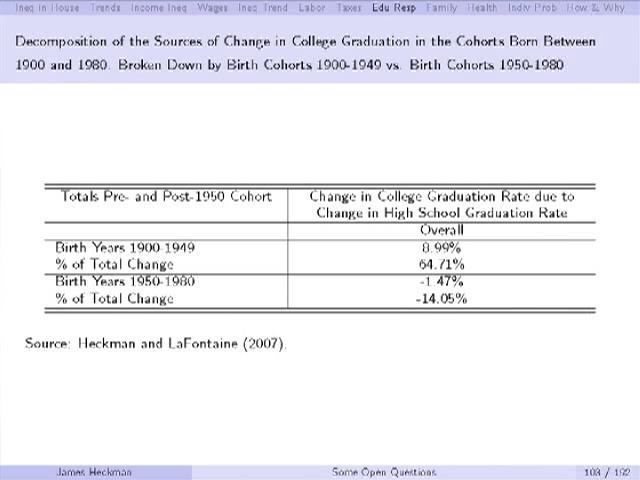 Ineq in House Trends Income Ineq Wages Ineq Trend Labor Taxes Edu Resp Family Health Indiv Prob How & Why
Decomposition of the Sources of Change in College Graduation in the Cohorts Born Between
1900 and 1980. Broken Down by Birth Cohorts 1900-1949 vs. Birth Cohorts 1950-1980
Totals Pre- and Post-1950 Cohort Change in College Graduation Rate due to
Change in High School Graduation Rate
Overall
Birth Years 1900-1949 8.99%
% of Total Change 64.71%
Birth Years 1950-1980 -1.47%
% of Total Change -14.05%
Source: Heckman and LaFontaine (2007).
James Heckman Some Open Questions 103 / 192